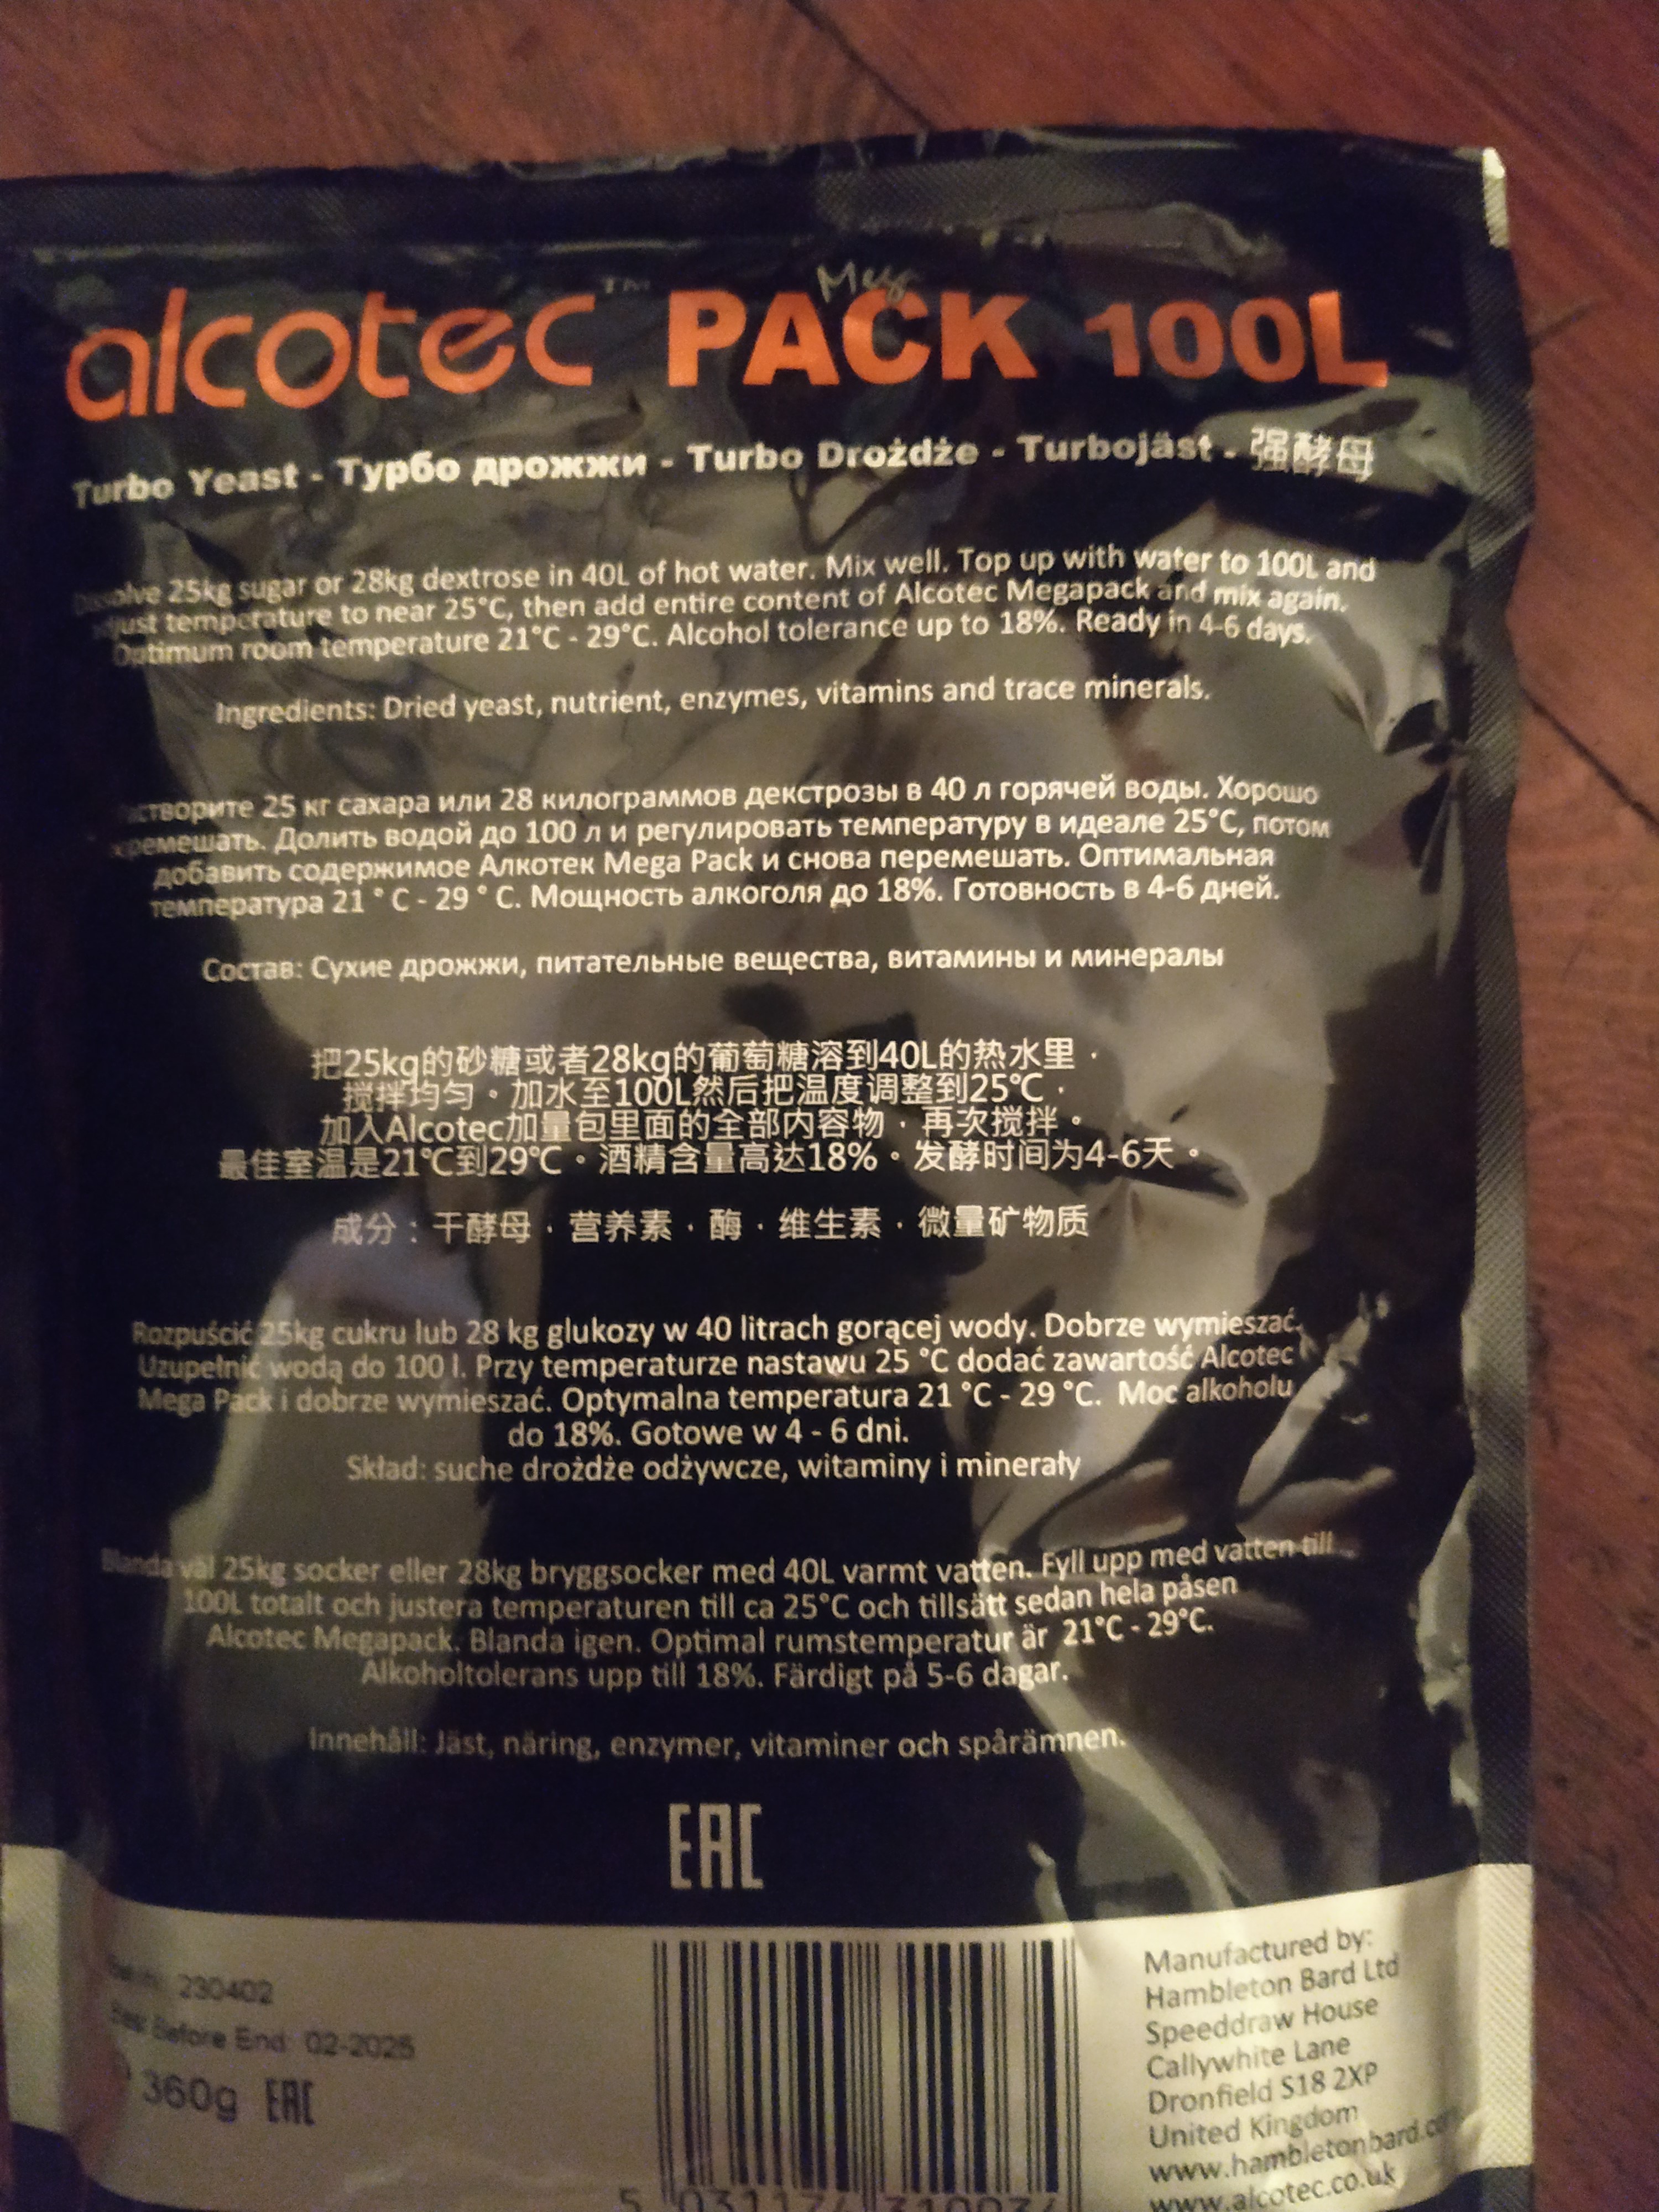 Meg
alcotec™ PACK 100L
Turbo Yeast - Турбо дрожжи - Turbo Drożdże - Turbojäst - 强酵母
25kg sugar or 28kg dextrose in 40L of hot water. Mix well. Top up with water to 100L and
temperature to near 25°C, then add entire content of Alcotec Megapack and mix again.
Optimum room temperature 21°C - 29°C. Alcohol tolerance up to 18%. Ready in 4-6 days.
Ingredients: Dried yeast, nutrient, enzymes, vitamins and trace minerals.
25 кг сахара или 28 килограммов декстрозы в 40 л горячей воды. Хорошо
Долить водой до 100 л и регулировать температуру в идеале 25°C, потом
добавить содержимое Алкотек Mega Pack и снова перемешать. Оптимальная
температура 21 ° C - 29 ° C. Мощность алкоголя до 18%. Готовность в 4-6 дней.
Состав: Сухие дрожжи, питательные вещества, витамины и минералы
把25kg的砂糖或者28kg的葡萄糖溶到40L的热水里，
搅拌均匀。加水至100L然后把温度调整到25℃，
加入Alcotec加量包里面的全部内容物，再次搅拌。
最佳室温是21℃到29℃。酒精含量高达18%。发酵时间为4-6天。
成分：干酵母，营养素，酶，维生素，微量矿物质
Rozpuścić 25kg cukru lub 28 kg glukozy w 40 litrach gorącej wody. Dobrze wymieszać.
Uzupełnić wodą do 100 l. Przy temperaturze nastawu 25 °C dodać zawartość Alcotec
Mega Pack i dobrze wymieszać. Optymalna temperatura 21 °C - 29 °C. Moc alkoholu
do 18%. Gotowe w 4 - 6 dni.
Skład: suche drożdże odżywcze, witaminy i minerały
Blanda väl 25kg socker eller 28kg bryggsocker med 40L varmt vatten. Fyll upp med vatten till
100L totalt och justera temperaturen till ca 25°C och tillsätt sedan hela påsen
Alcotec Megapack. Blanda igen. Optimal rumstemperatur är 21°C - 29°C.
Alkoholtolerans upp till 18%. Färdigt på 5-6 dagar.
Innehåll: Jäst, näring, enzymer, vitaminer och spårämnen.
EAC
230402
Best Before End: 02-2025
360g EAC
Manufactured by:
Hambleton Bard Ltd
Speeddraw House
Callywhite Lane
Dronfield S18 2XP
United Kingdom
www.hambletonbard.com
www.alcotec.co.uk